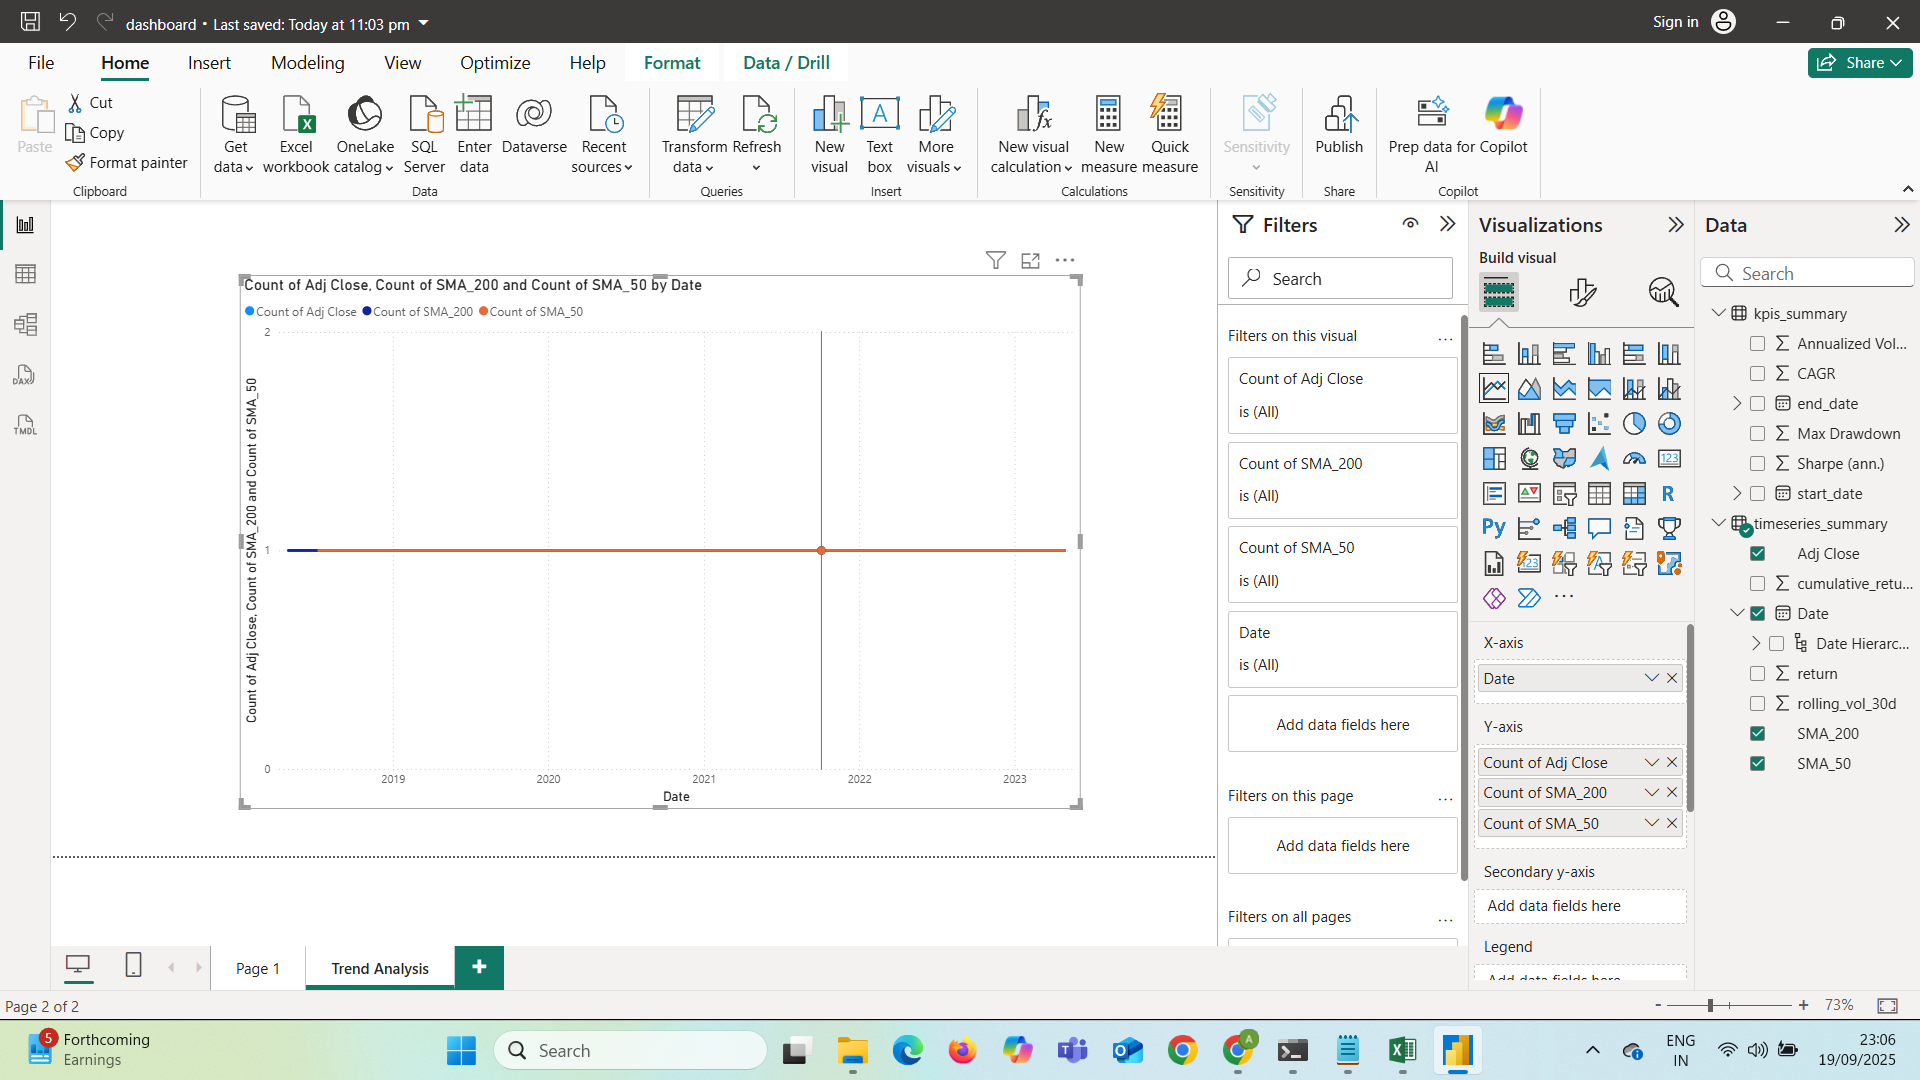 dashboard • Last saved: Today at 11:03 pm
Sign in
File
Home
Insert
Modeling
View
Optimize
Help
Format
Data / Drill
Share
Paste
Cut
Copy
Format painter
Clipboard
Get data
Excel workbook
OneLake catalog
SQL Server
Enter data
Dataverse
Recent sources
Data
Transform data
Refresh
Queries
New visual
Text box
More visuals
Insert
New visual calculation
New measure
Quick measure
Calculations
Sensitivity
Sensitivity
Publish
Share
Prep data for AI
Copilot
Copilot
DAX
TMDL
Count of Adj Close, Count of SMA_200 and Count of SMA_50 by Date
Count of Adj Close
Count of SMA_200
Count of SMA_50
Count of Adj Close, Count of SMA_200 and Count of SMA_50
2
1
0
2019
2020
2021
2022
2023
Date
Filters
Search
Filters on this visual
Count of Adj Close
is (All)
Count of SMA_200
is (All)
Count of SMA_50
is (All)
Date
is (All)
Add data fields here
Filters on this page
Add data fields here
Filters on all pages
Visualizations
Build visual
123
R
Py
123
X-axis
Date
Y-axis
Count of Adj Close
Count of SMA_200
Count of SMA_50
Secondary y-axis
Add data fields here
Legend
Add data fields here
Data
Search
kpis_summary
Annualized Vol...
CAGR
end_date
Max Drawdown
Sharpe (ann.)
start_date
timeseries_summary
Adj Close
cumulative_retu...
Date
Date Hierarc...
return
rolling_vol_30d
SMA_200
SMA_50
Page 1
Trend Analysis
Page 2 of 2
- + 73%
5
Forthcoming
Earnings
Search
A
ENG
IN
23:06
19/09/2025